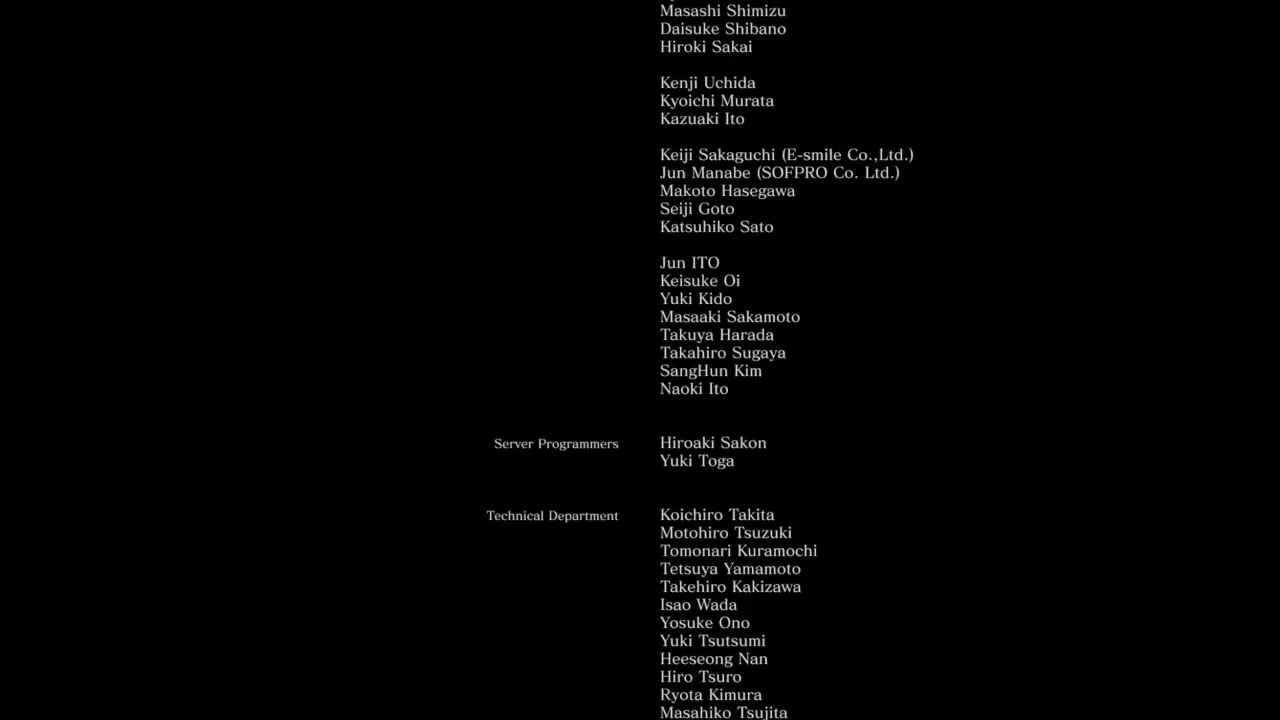 Masashi Shimizu
Daisuke Shibano
Hiroki Sakai
Kenji Uchida
Kyoichi Murata
Kazuaki Ito
Keiji Sakaguchi (E-smile Co.,Ltd.)
Jun Manabe (SOFPRO Co. Ltd.)
Makoto Hasegawa
Seiji Goto
Katsuhiko Sato
Jun ITO
Keisuke Oi
Yuki Kido
Masaaki Sakamoto
Takuya Harada
Takahiro Sugaya
SangHun Kim
Naoki Ito
Server Programmers Hiroaki Sakon
Yuki Toga
Technical Department Koichiro Takita
Motohiro Tsuzuki
Tomonari Kuramochi
Tetsuya Yamamoto
Takehiro Kakizawa
Isao Wada
Yosuke Ono
Yuki Tsutsumi
Heeseong Nan
Hiro Tsuro
Ryota Kimura
Masahiko Tsujita